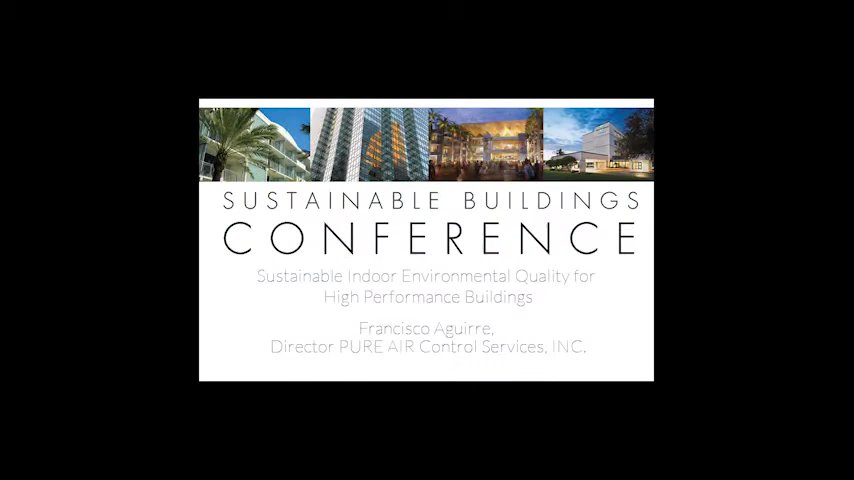 SUSTAINABLE BUILDINGS
CONFERENCE
Sustainable Indoor Environmental Quality for
High Performance Buildings
Francisco Aguirre,
Director PURE AIR Control Services, INC.